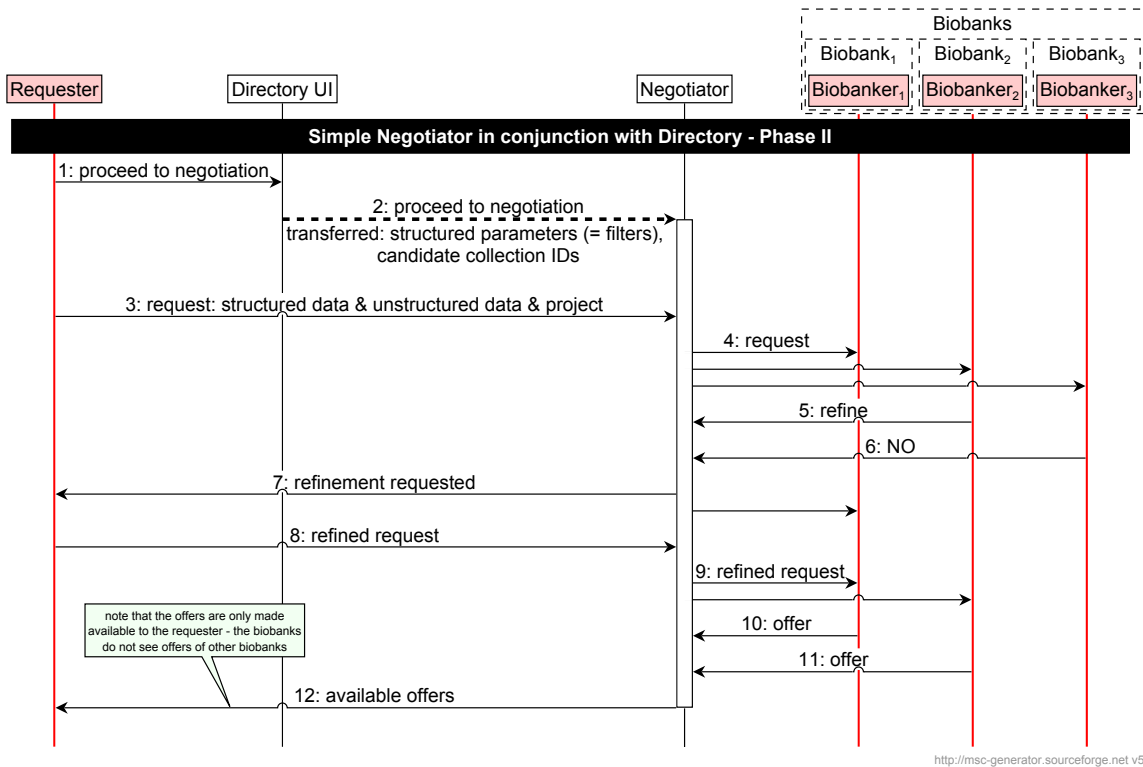 Biobanks
Biobank₁ Biobank₂ Biobank₃
Requester Directory UI Negotiator Biobanker₁ Biobanker₂ Biobanker₃
Simple Negotiator in conjunction with Directory - Phase II
1: proceed to negotiation
2: proceed to negotiation
transferred: structured parameters (= filters),
candidate collection IDs
3: request: structured data & unstructured data & project
4: request
5: refine
6: NO
7: refinement requested
8: refined request
9: refined request
note that the offers are only made
available to the requester - the biobanks
do not see offers of other biobanks
10: offer
11: offer
12: available offers
http://msc-generator.sourceforge.net v5